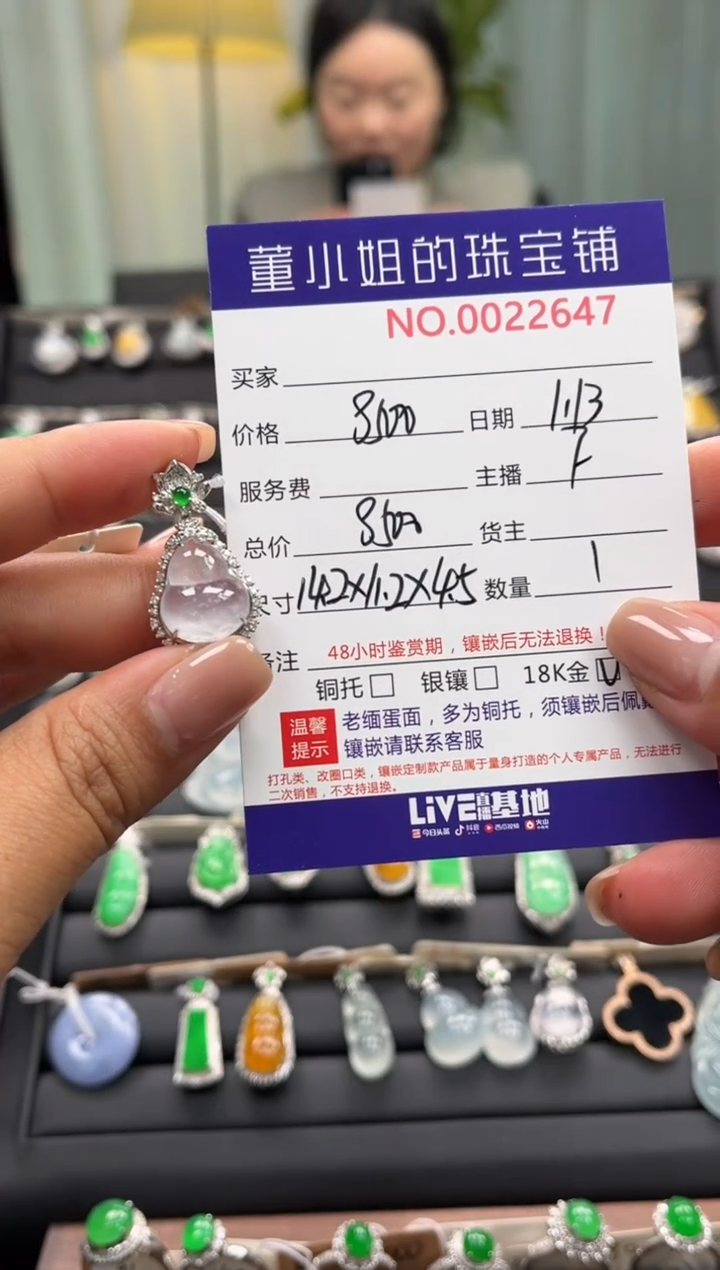 董小姐的珠宝铺
NO.0022647
买家
价格 8500 日期 1.13
服务费 主播
总价 8500 货主
尺寸 14.2X11.2X4.5 数量 1
备注 48小时鉴赏期，镶嵌后无法退换！
铜托 银镶 18K金
温馨提示
老缅蛋面，多为铜托，须镶嵌后佩
镶嵌请联系客服
打孔类、改圈口类，镶嵌定制款产品属于量身打造的个人专属产品，无法进行
二次销售，不支持退换。
LiVE直播基地
今日头条 抖音 西瓜视频 火山